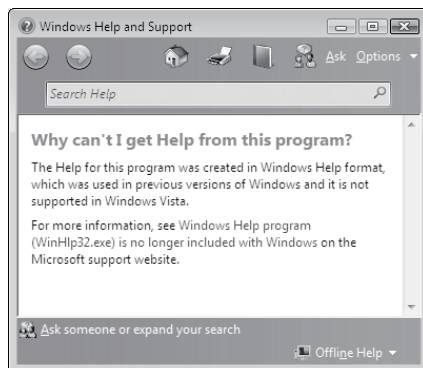 Windows Help and Support
Ask Options
Search Help
Why can't I get Help from this program?
The Help for this program was created in Windows Help format,
which was used in previous versions of Windows and it is not
supported in Windows Vista.
For more information, see Windows Help program
(WinHlp32.exe) is no longer included with Windows on the
Microsoft support website.
Ask someone or expand your search
Offline Help